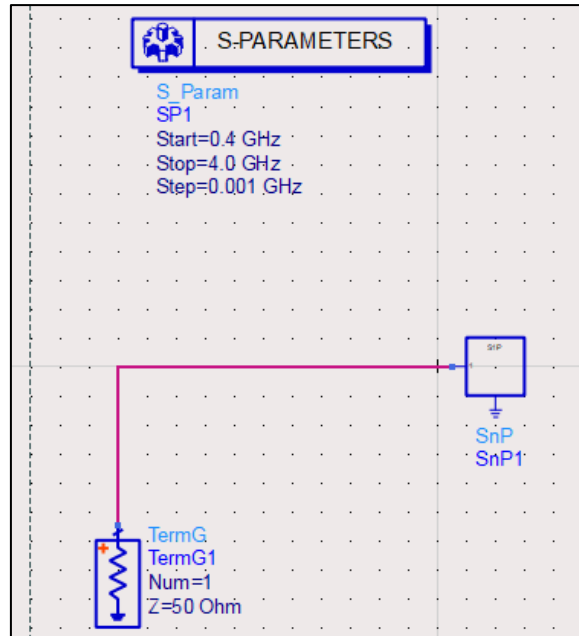 S-PARAMETERS
S_Param
SP1
Start=0.4 GHz
Stop=4.0 GHz
Step=0.001 GHz
SnP
SnP1
TermG
TermG1
Num=1
Z=50 Ohm